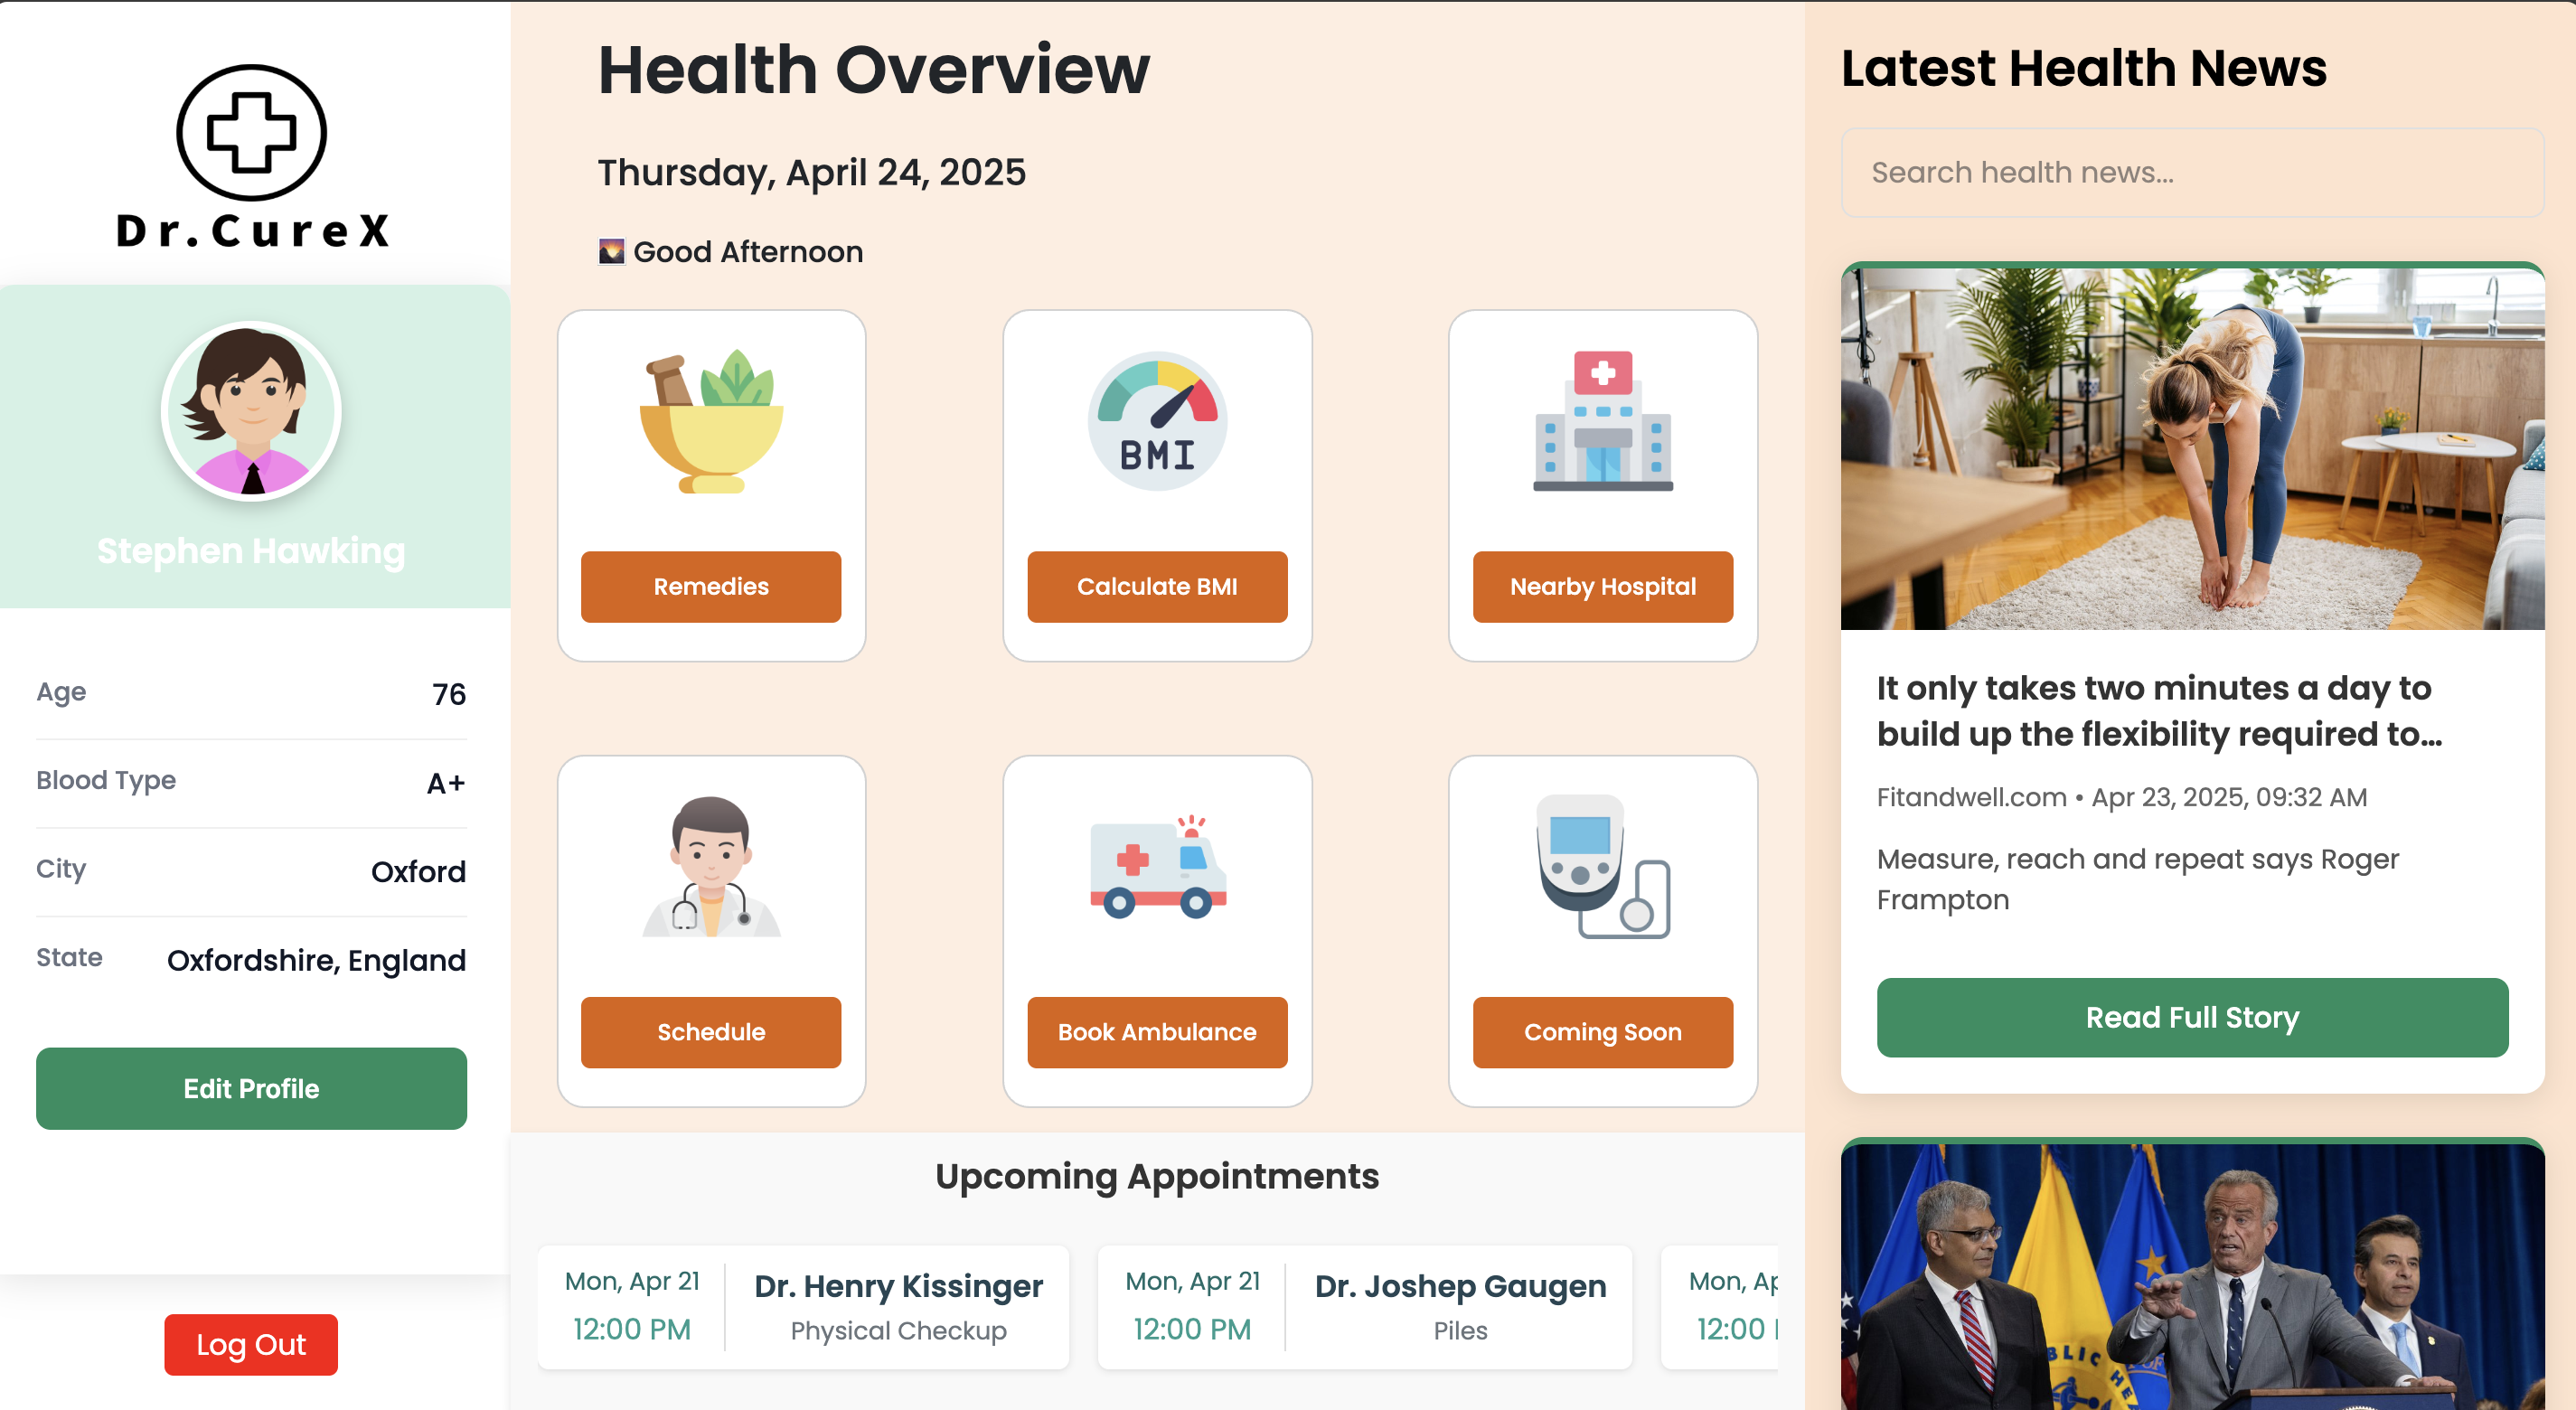 Dr.CureX
Stephen Hawking
Age
76
Blood Type
A+
City
Oxford
State
Oxfordshire, England
Edit Profile
Log Out
Health Overview
Thursday, April 24, 2025
Good Afternoon
Remedies
BMI
Calculate BMI
Nearby Hospital
Schedule
Book Ambulance
Coming Soon
Upcoming Appointments
Mon, Apr 21
12:00 PM
Dr. Henry Kissinger
Physical Checkup
Mon, Apr 21
12:00 PM
Dr. Joshep Gaugen
Piles
Mon, Ap
12:00
Latest Health News
Search health news...
It only takes two minutes a day to
build up the flexibility required to...
Fitandwell.com • Apr 23, 2025, 09:32 AM
Measure, reach and repeat says Roger
Frampton
Read Full Story
BLIC HE